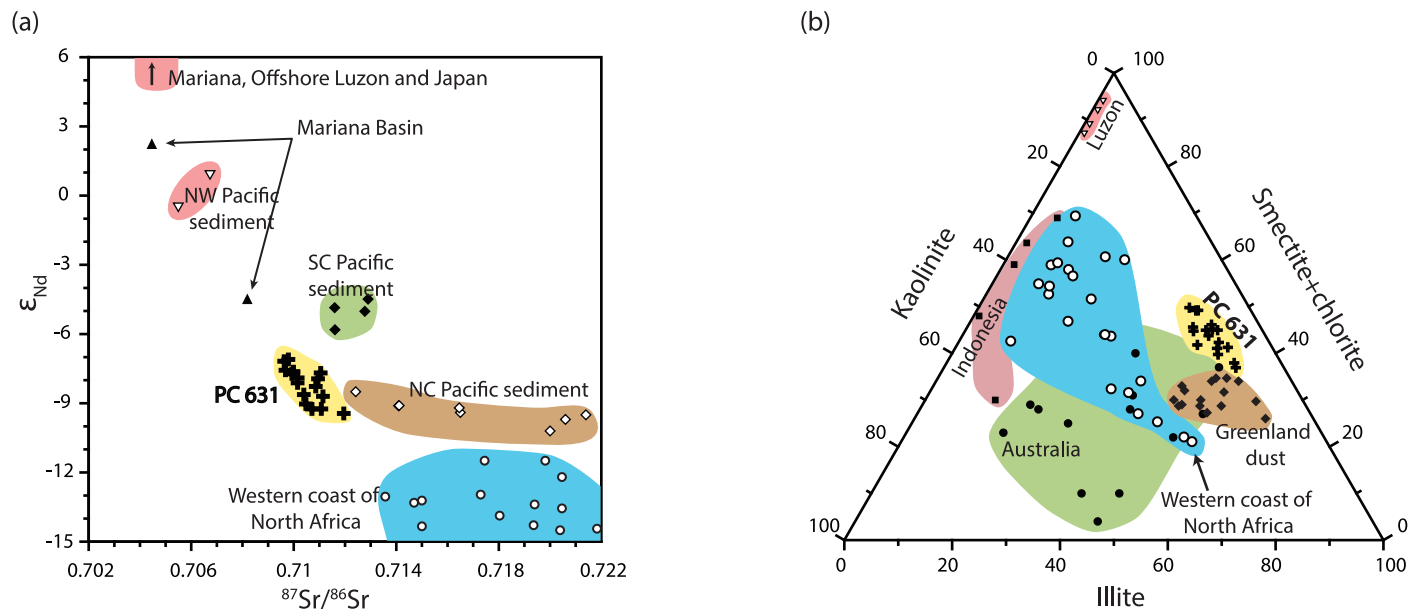 (a)
6
3
0
-3
-6
-9
-12
-15
εNd
Mariana, Offshore Luzon and Japan
Mariana Basin
NW Pacific
sediment
SC Pacific
sediment
PC 631
NC Pacific sediment
Western coast of
North Africa
0.702
0.706
0.71
0.714
0.718
0.722
87Sr/86Sr
(b)
0
100
Luzon
20
80
Kaolinite
Smectite+chlorite
40
60
PC 631
Indonesia
60
40
Australia
Greenland
dust
80
20
Western coast of
North Africa
100
0
0
20
40
60
80
100
Illite